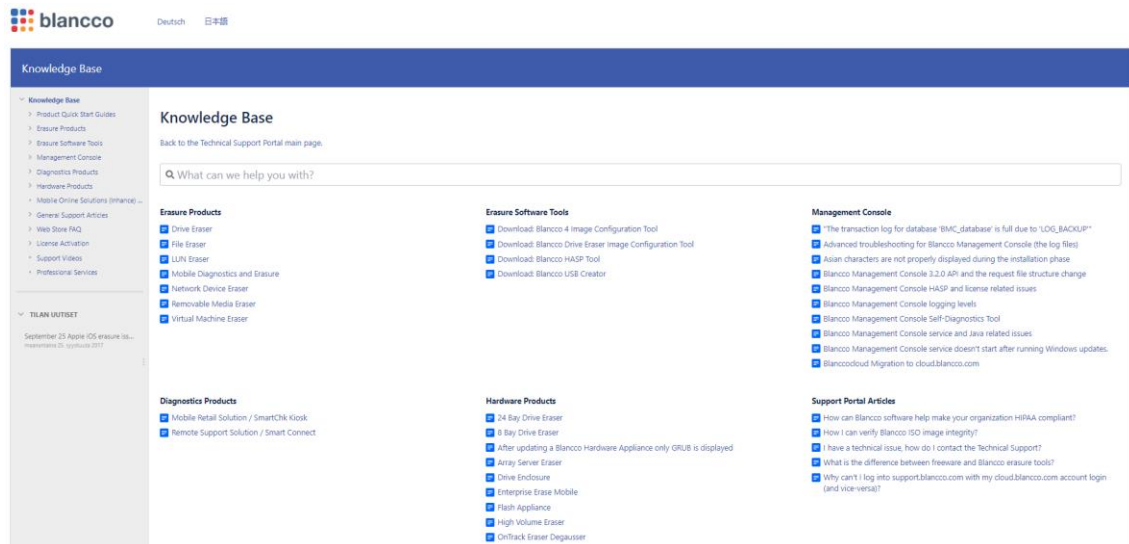 blancco
Deutsch
日本語
Knowledge Base
Knowledge Base
Product Quick Start Guides
Erasure Products
Erasure Software Tools
Management Console
Diagnostics Products
Hardware Products
Mobile Online Solutions (Inhance) ...
General Support Articles
Web Store FAQ
License Activation
Support Videos
Professional Services
TILAN UUTISET
September 25 Apple iOS erasure iss...
maanantaina 25. syyskuuta 2017
Knowledge Base
Back to the Technical Support Portal main page.
What can we help you with?
Erasure Products
Drive Eraser
File Eraser
LUN Eraser
Mobile Diagnostics and Erasure
Network Device Eraser
Removable Media Eraser
Virtual Machine Eraser
Erasure Software Tools
Download: Blancco 4 Image Configuration Tool
Download: Blancco Drive Eraser Image Configuration Tool
Download: Blancco HASP Tool
Download: Blancco USB Creator
Management Console
"The transaction log for database 'BMC_database' is full due to 'LOG_BACKUP'"
Advanced troubleshooting for Blancco Management Console (the log files)
Asian characters are not properly displayed during the installation phase
Blancco Management Console 3.2.0 API and the request file structure change
Blancco Management Console HASP and license related issues
Blancco Management Console logging levels
Blancco Management Console Self-Diagnostics Tool
Blancco Management Console service and Java related issues
Blancco Management Console service doesn't start after running Windows updates.
Blanccocloud Migration to cloud.blancco.com
Diagnostics Products
Mobile Retail Solution / SmartChk Kiosk
Remote Support Solution / Smart Connect
Hardware Products
24 Bay Drive Eraser
8 Bay Drive Eraser
After updating a Blancco Hardware Appliance only GRUB is displayed
Array Server Eraser
Drive Enclosure
Enterprise Erase Mobile
Flash Appliance
High Volume Eraser
OnTrack Eraser Degausser
Support Portal Articles
How can Blancco software help make your organization HIPAA compliant?
How I can verify Blancco ISO image integrity?
I have a technical issue, how do I contact the Technical Support?
What is the difference between freeware and Blancco erasure tools?
Why can't I log into support.blancco.com with my cloud.blancco.com account login
(and vice-versa)?